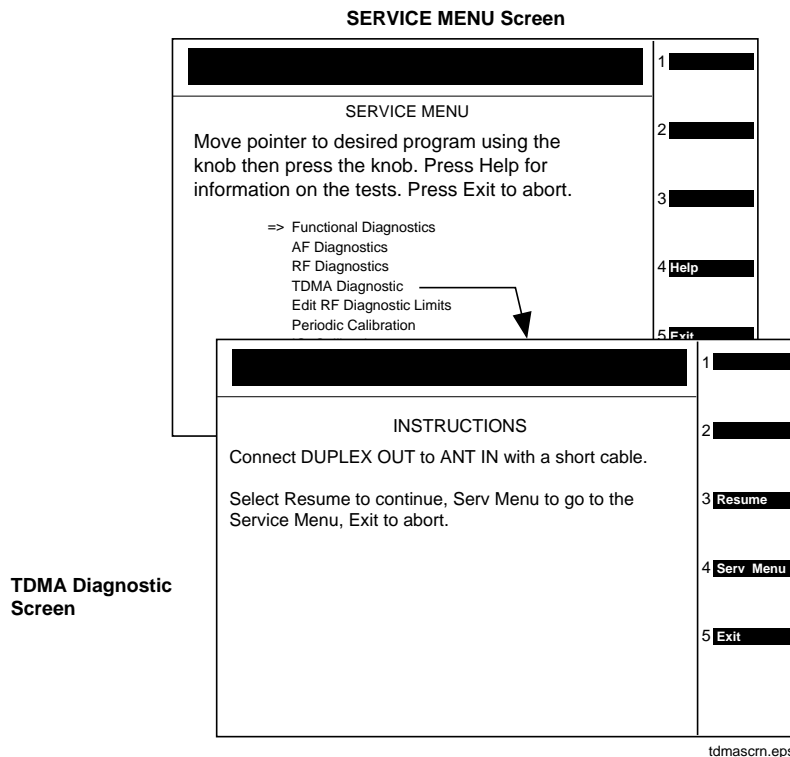 SERVICE MENU Screen
1
SERVICE MENU
2
Move pointer to desired program using the
knob then press the knob. Press Help for
information on the tests. Press Exit to abort.
3
=> Functional Diagnostics
AF Diagnostics
RF Diagnostics
4 Help
TDMA Diagnostic
Edit RF Diagnostic Limits
Periodic Calibration
5 Exit
1
INSTRUCTIONS
2
Connect DUPLEX OUT to ANT IN with a short cable.
Select Resume to continue, Serv Menu to go to the
Service Menu, Exit to abort.
3 Resume
4 Serv Menu
TDMA Diagnostic
Screen
5 Exit
tdmascrn.eps